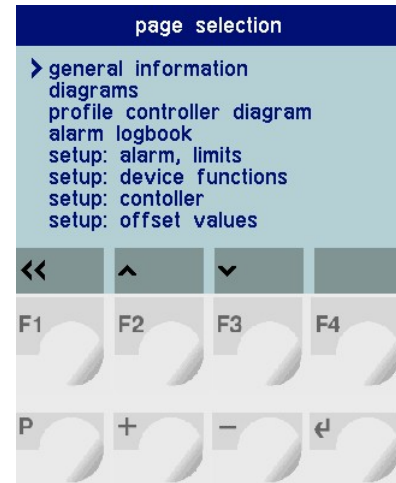 page selection
> general information
diagrams
profile controller diagram
alarm logbook
setup: alarm, limits
setup: device functions
setup: contoller
setup: offset values
F1 F2 F3 F4
P + -